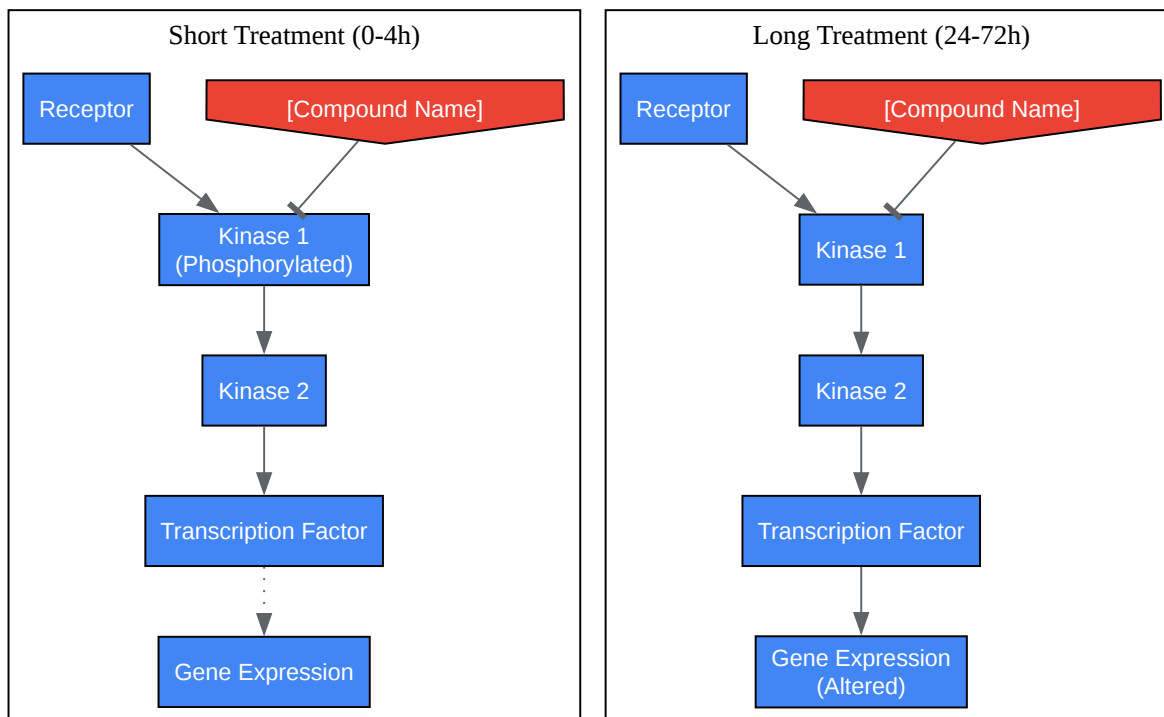 Short Treatment (0-4h)
Receptor
[Compound Name]
Kinase 1
(Phosphorylated)
Kinase 2
Transcription Factor
Gene Expression
Long Treatment (24-72h)
Receptor
[Compound Name]
Kinase 1
Kinase 2
Transcription Factor
Gene Expression
(Altered)